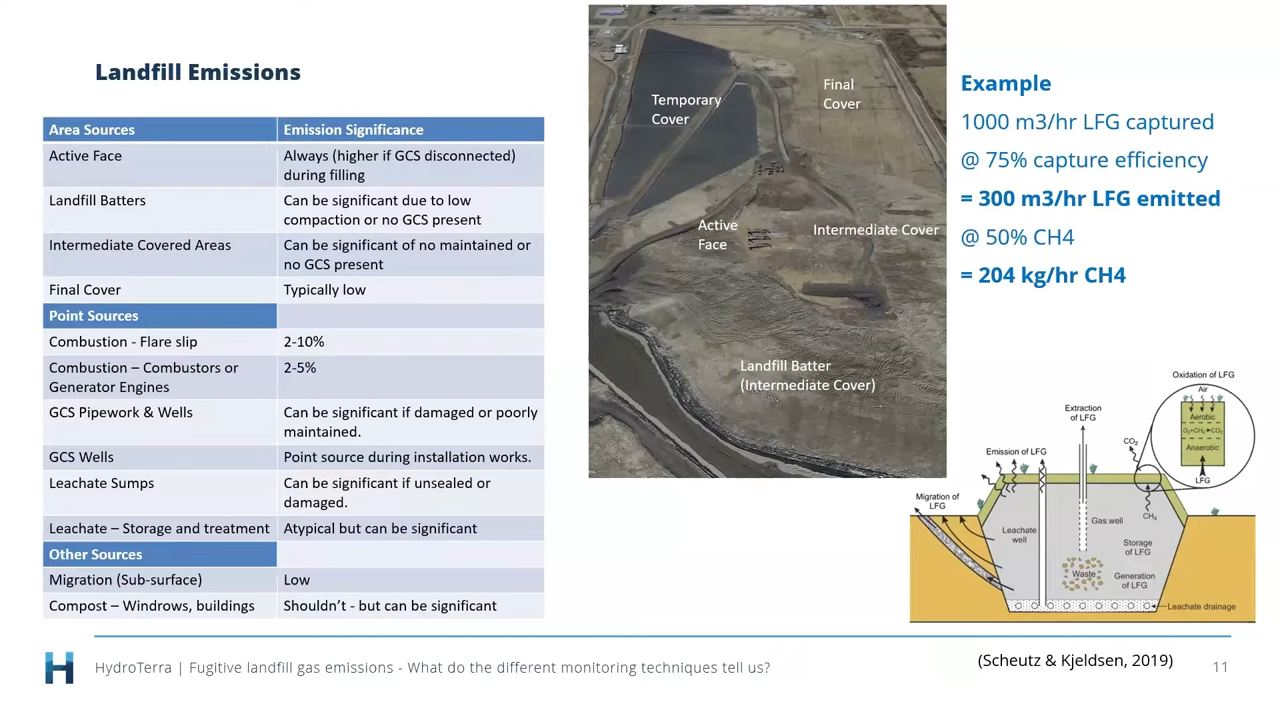 Landfill Emissions
Area Sources
Emission Significance
Active Face
Always (higher if GCS disconnected)
during filling
Landfill Batters
Can be significant due to low
compaction or no GCS present
Intermediate Covered Areas
Can be significant of no maintained or
no GCS present
Final Cover
Typically low
Point Sources
Combustion - Flare slip
2-10%
Combustion – Combustors or
Generator Engines
2-5%
GCS Pipework & Wells
Can be significant if damaged or poorly
maintained.
GCS Wells
Point source during installation works.
Leachate Sumps
Can be significant if unsealed or
damaged.
Leachate – Storage and treatment
Atypical but can be significant
Other Sources
Migration (Sub-surface)
Low
Compost – Windrows, buildings
Shouldn’t - but can be significant
Temporary
Cover
Final
Cover
Active
Face
Intermediate Cover
Landfill Batter
(Intermediate Cover)
Example
1000 m3/hr LFG captured
@ 75% capture efficiency
= 300 m3/hr LFG emitted
@ 50% CH4
= 204 kg/hr CH4
Oxidation of LFG
Air
Aerobic
O₂+CH₄➔CO₂
Anaerobic
LFG
Extraction
of LFG
CO₂
Emission of LFG
Migration of
LFG
CH₄
Leachate
well
Gas well
Storage
of LFG
Waste
Generation
of LFG
Leachate drainage
HydroTerra | Fugitive landfill gas emissions - What do the different monitoring techniques tell us?
(Scheutz & Kjeldsen, 2019)
11